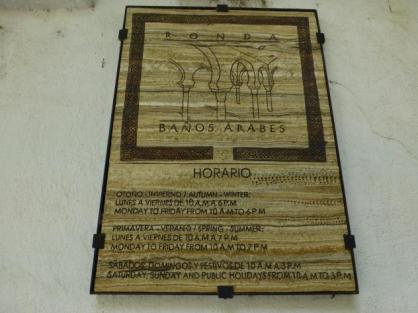 RONDA
BAÑOS ARABES
HORARIO
OTOÑO - INVIERNO / AUTUMN - WINTER:
LUNES A VIERNES DE 10 A.M A 6 P.M
MONDAY TO FRIDAY FROM 10 A.M TO 6 P.M
PRIMAVERA - VERANO / SPRING - SUMMER:
LUNES A VIERNES DE 10 A.M A 7 P.M
MONDAY TO FRIDAY FROM 10 A.M TO 7 P.M
SABADOS, DOMINGOS Y FESTIVOS DE 10 A.M A 3 P.M
SATURDAY, SUNDAY AND PUBLIC HOLIDAYS FROM 10 A.M TO 3 P.M